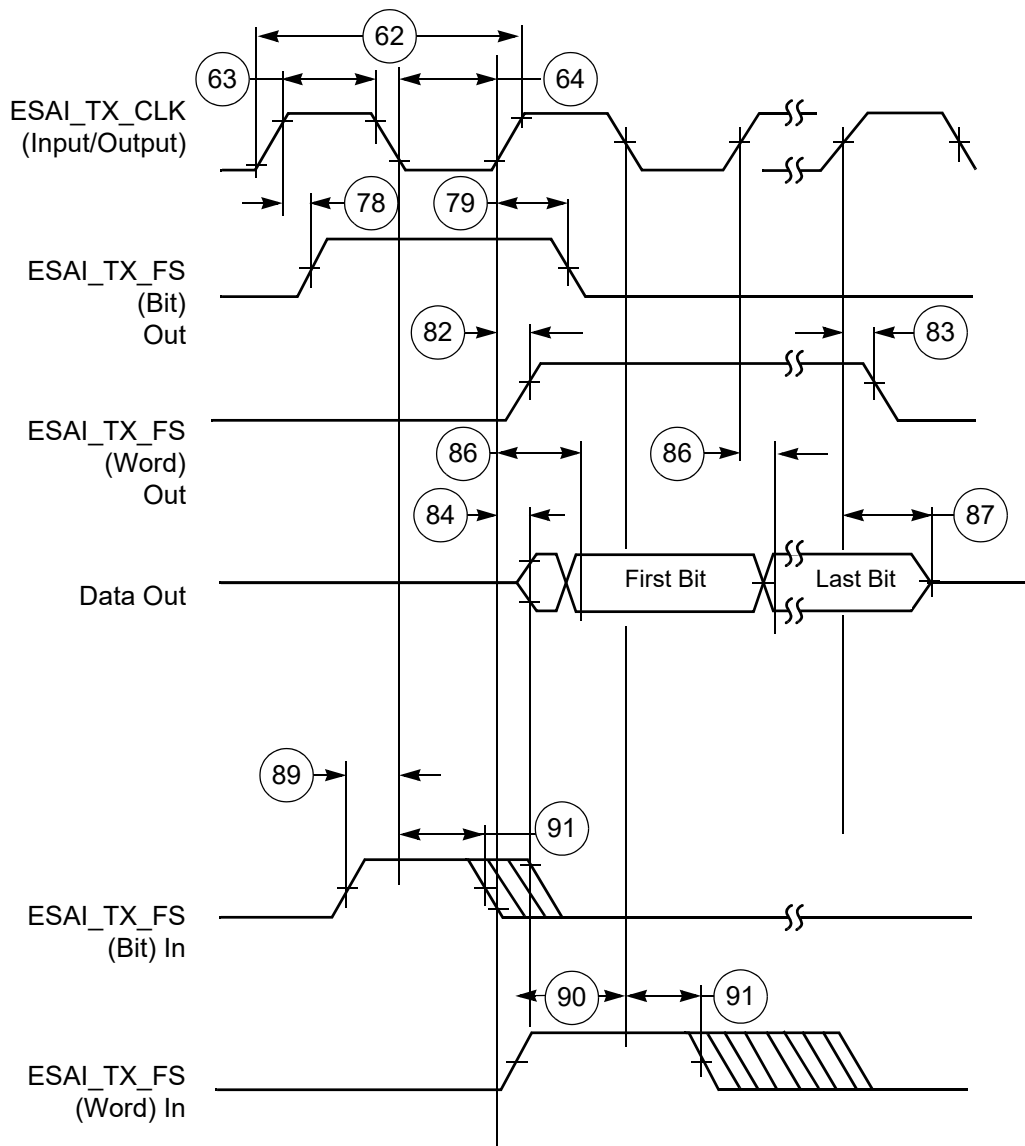 62
63
64
ESAI_TX_CLK
(Input/Output)
78
79
ESAI_TX_FS
(Bit)
Out
82
83
ESAI_TX_FS
(Word)
Out
86
86
84
87
Data Out
First Bit
Last Bit
89
91
ESAI_TX_FS
(Bit) In
90
91
ESAI_TX_FS
(Word) In